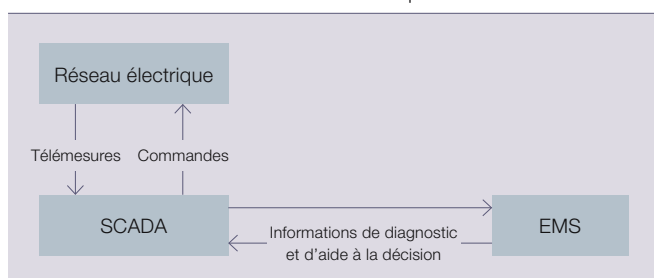 Réseau électrique
Télémesures Commandes
SCADA
Informations de diagnostic
et d'aide à la décision
EMS